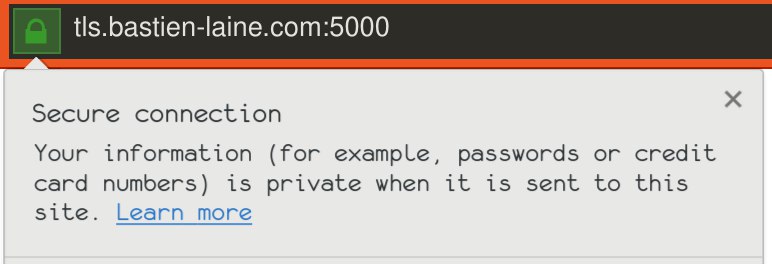 tls.bastien-laine.com:5000
Secure connection
Your information (for example, passwords or credit
card numbers) is private when it is sent to this
site. Learn more